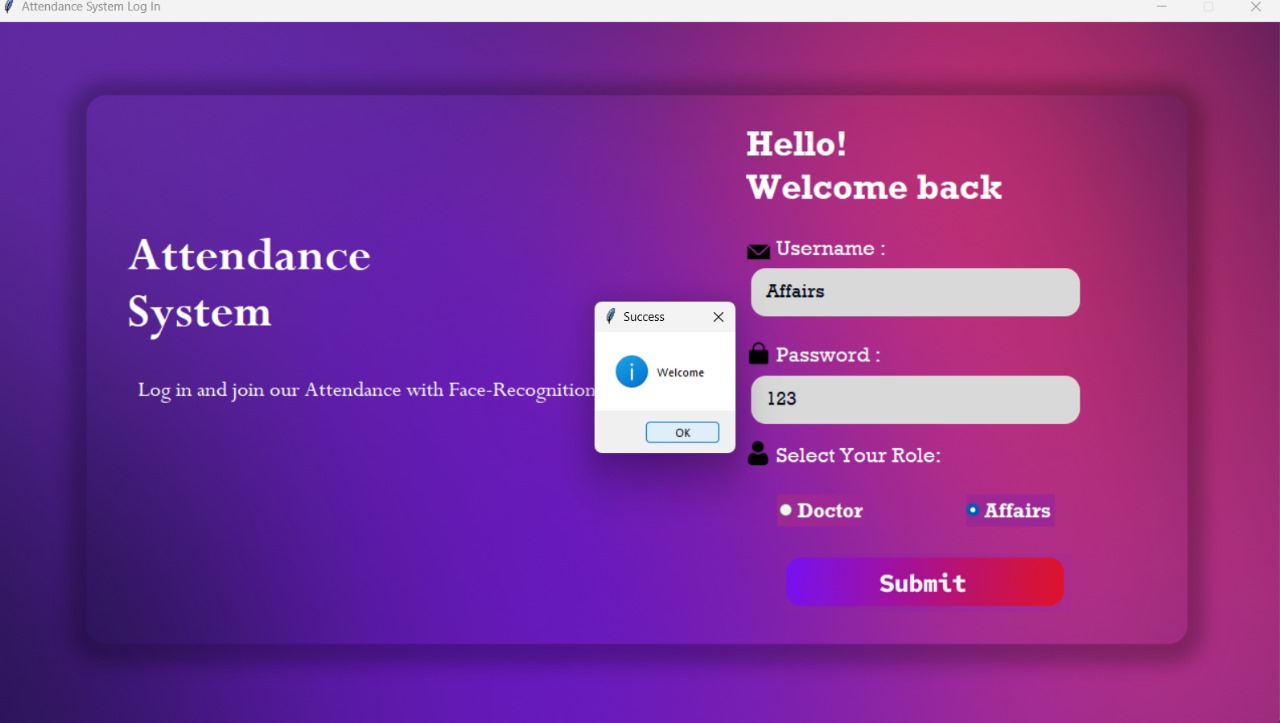 Attendance System Log In
Attendance
System
Log in and join our Attendance with Face-Recognition
Success
Welcome
OK
Hello!
Welcome back
Username :
Affairs
Password :
123
Select Your Role:
Doctor
Affairs
Submit